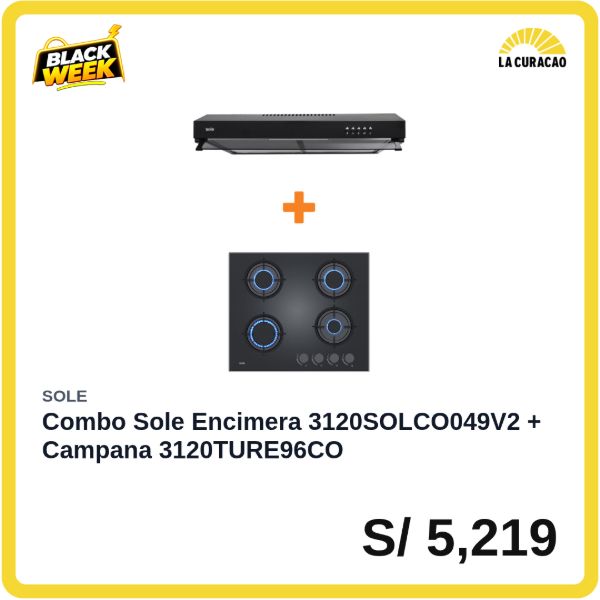 BLACK
WEEK
LA CURACAO
SOLE
Combo Sole Encimera 3120SOLCO049V2 +
Campana 3120TURE96CO
S/ 5,219